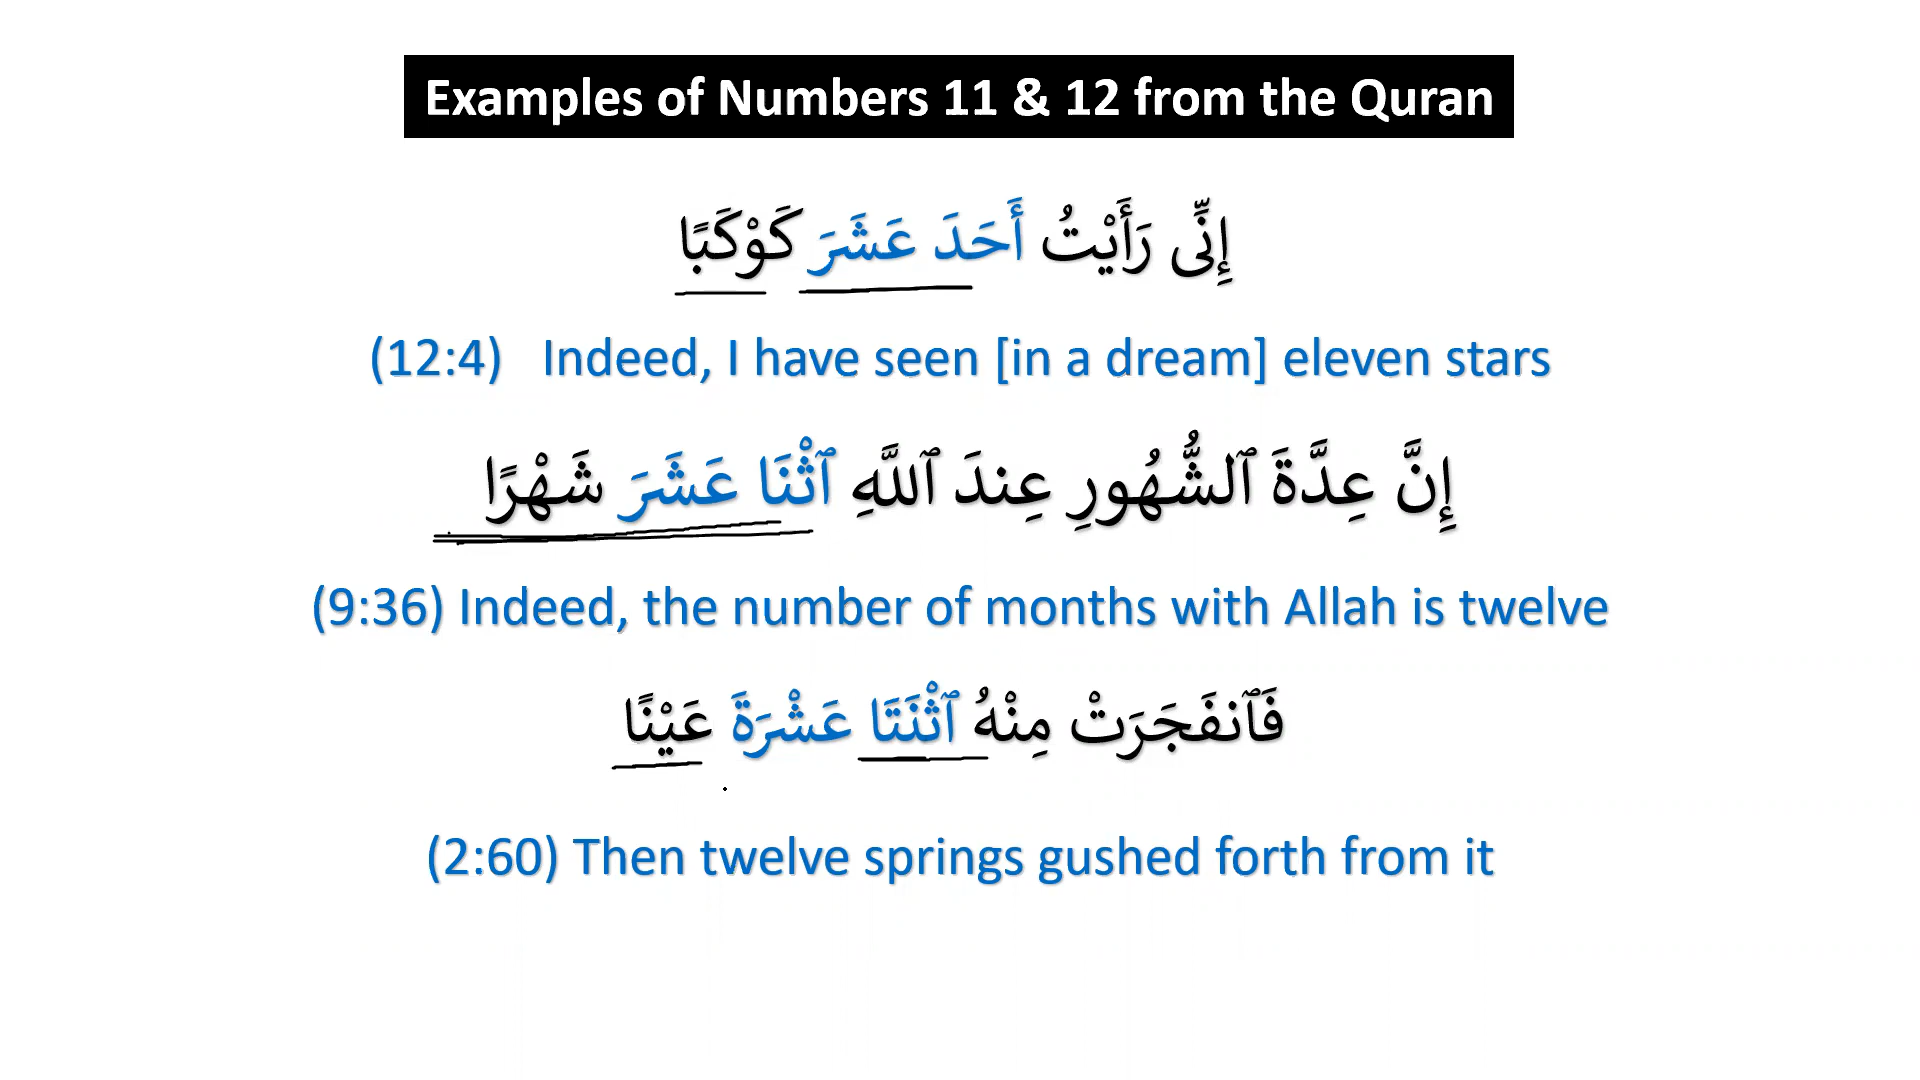 Examples of Numbers 11 & 12 from the Quran
إِنِّى رَأَيْتُ أَحَدَ عَشَرَ كَوْكَبًا
(12:4) Indeed, I have seen [in a dream] eleven stars
إِنَّ عِدَّةَ ٱلشُّهُورِ عِندَ ٱللَّهِ ٱثْنَا عَشَرَ شَهْرًا
(9:36) Indeed, the number of months with Allah is twelve
فَٱنفَجَرَتْ مِنْهُ ٱثْنَتَا عَشْرَةَ عَيْنًا
(2:60) Then twelve springs gushed forth from it